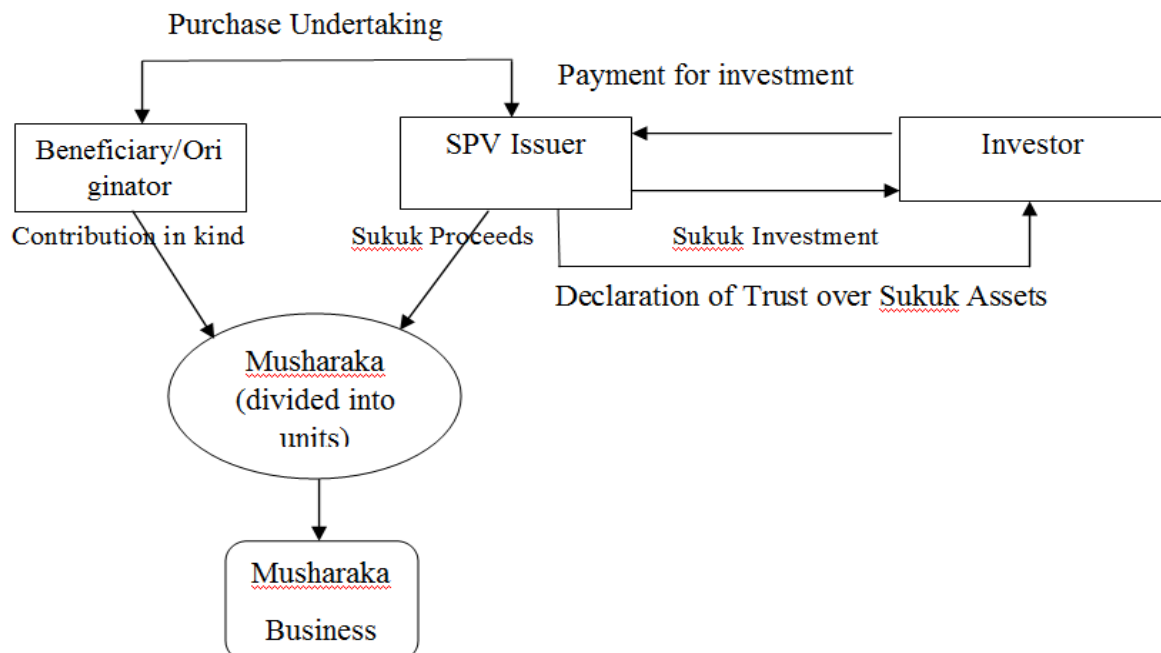 Purchase Undertaking
Payment for investment
Beneficiary/Ori
ginator
SPV Issuer
Investor
Contribution in kind
Sukuk Proceeds
Sukuk Investment
Declaration of Trust over Sukuk Assets
Musharaka
(divided into
units)
Musharaka
Business